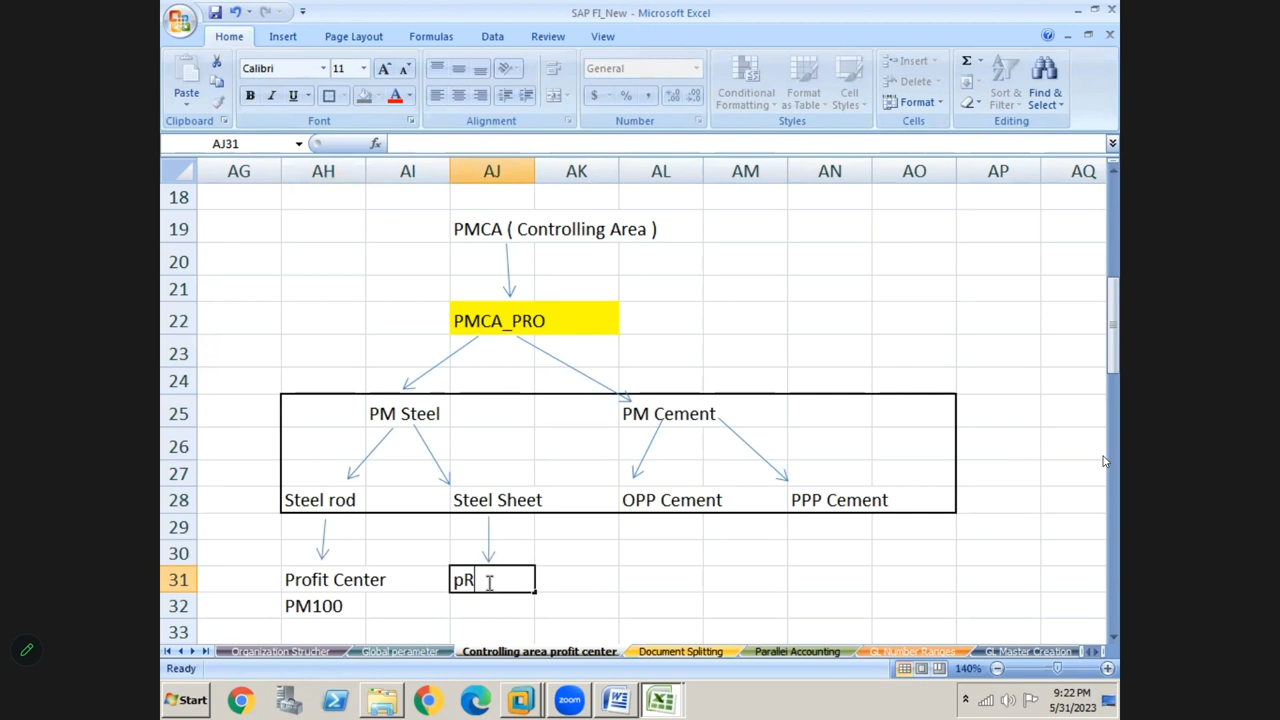 SAP FI_New - Microsoft Excel
Home Insert Page Layout Formulas Data Review View
Paste
Clipboard
Calibri 11
B I U
Font
Alignment
General
$ % ,
Number
Conditional Formatting
Format as Table
Cell Styles
Styles
Insert
Delete
Format
Cells
Σ
Sort & Filter
Find & Select
Editing
AJ31 fx
AG AH AI AJ AK AL AM AN AO AP AQ
18
19 PMCA ( Controlling Area )
20
21
22 PMCA_PRO
23
24
25 PM Steel PM Cement
26
27
28 Steel rod Steel Sheet OPP Cement PPP Cement
29
30
31 Profit Center pR
32 PM100
33
Organization Strucher Global perameter Controlling area profit center Document Splitting Parallel Accounting GL Number Ranges GL Master Creation
Ready 140%
Start zoom 9:22 PM
5/31/2023